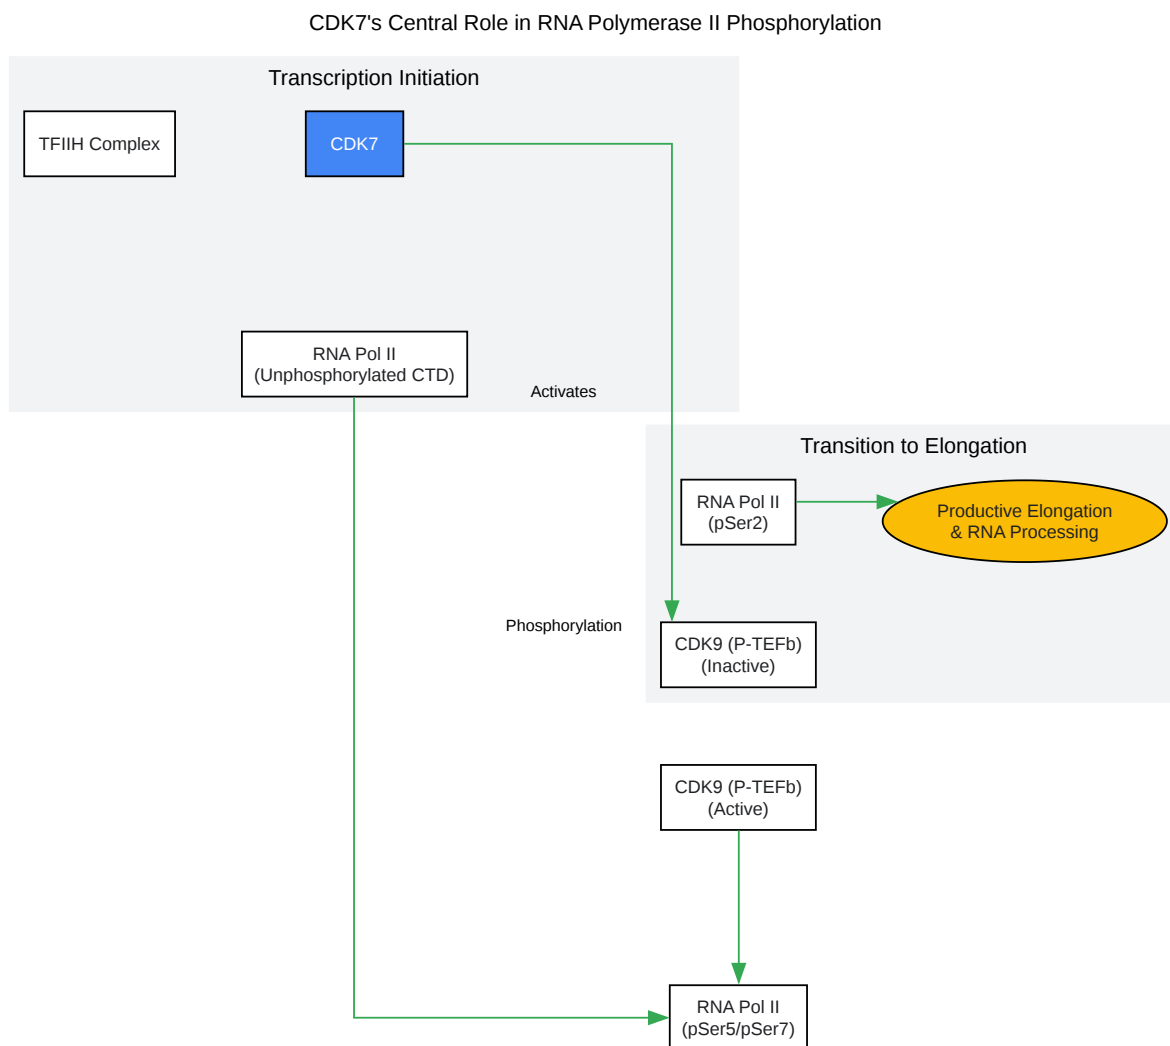 CDK7's Central Role in RNA Polymerase II Phosphorylation
Transcription Initiation
TFIIH Complex
CDK7
RNA Pol II
(Unphosphorylated CTD)
Activates
Transition to Elongation
RNA Pol II
(pSer2)
Productive Elongation
& RNA Processing
Phosphorylation
CDK9 (P-TEFb)
(Inactive)
CDK9 (P-TEFb)
(Active)
RNA Pol II
(pSer5/pSer7)